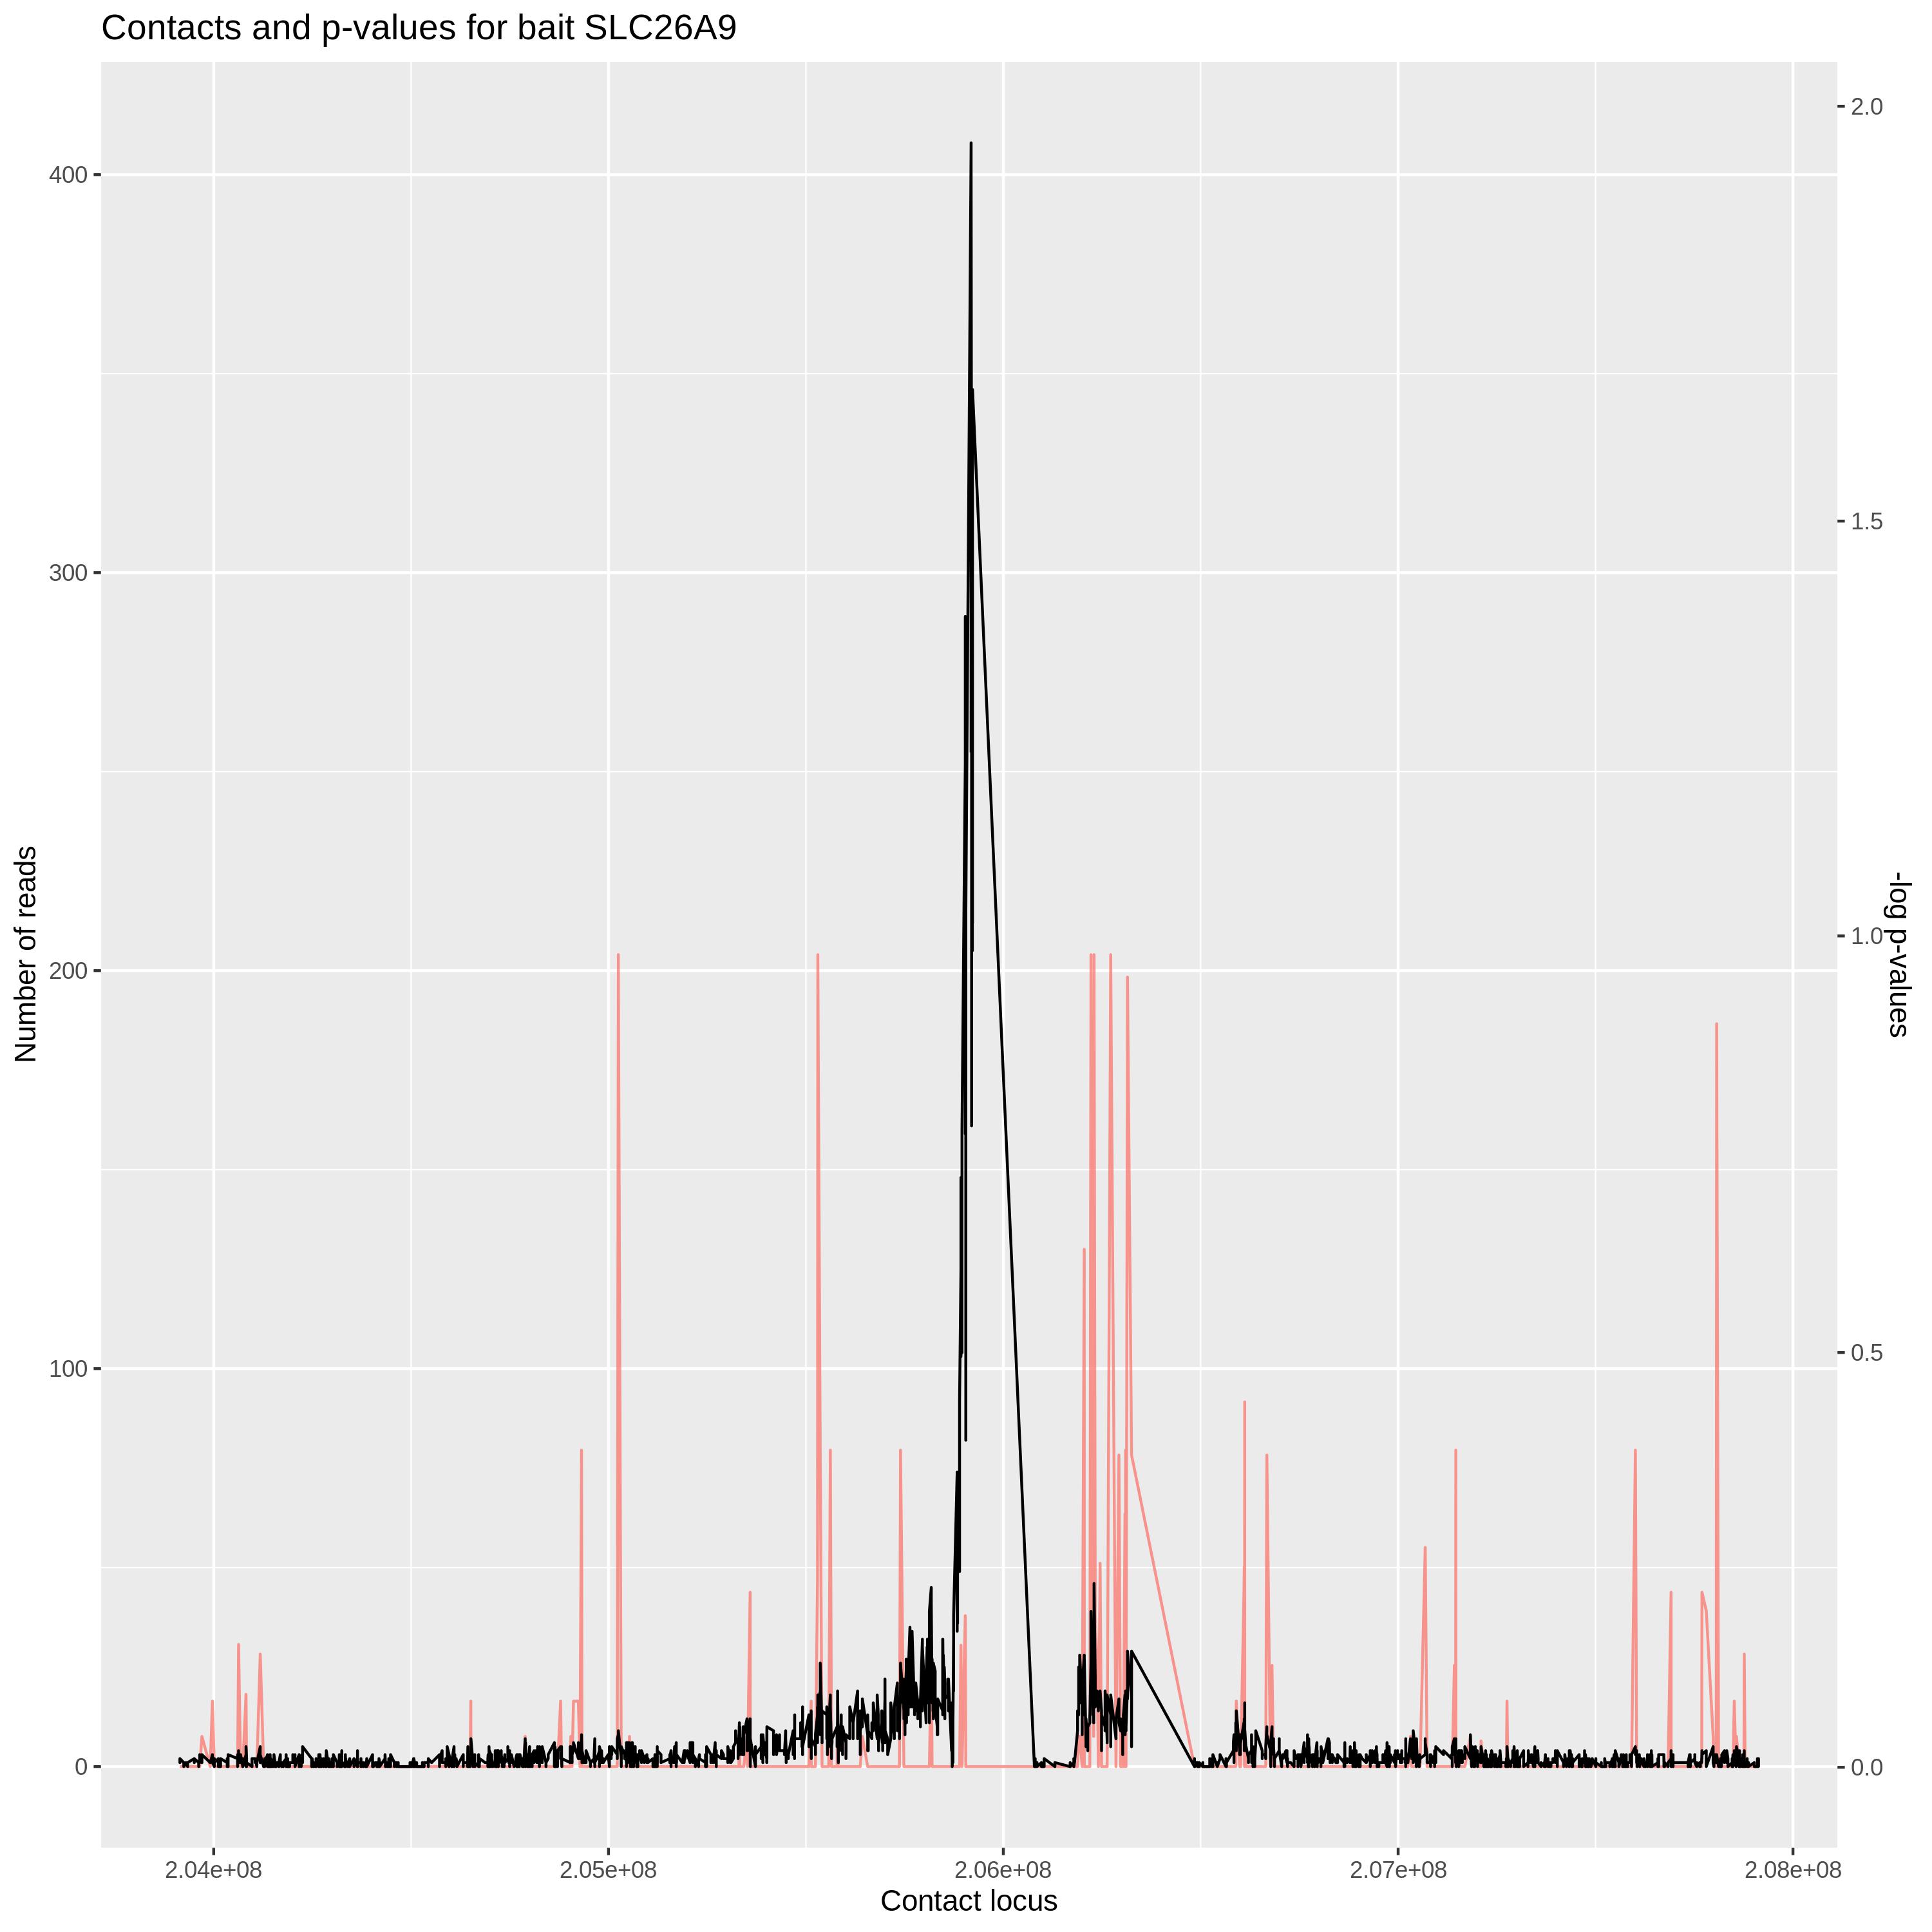 Contacts and p-values for bait SLC26A9
Number of reads
400
300
200
100
0
2.0
1.5
1.0
0.5
0.0
-log p-values
2.04e+08
2.05e+08
2.06e+08
2.07e+08
2.08e+08
Contact locus